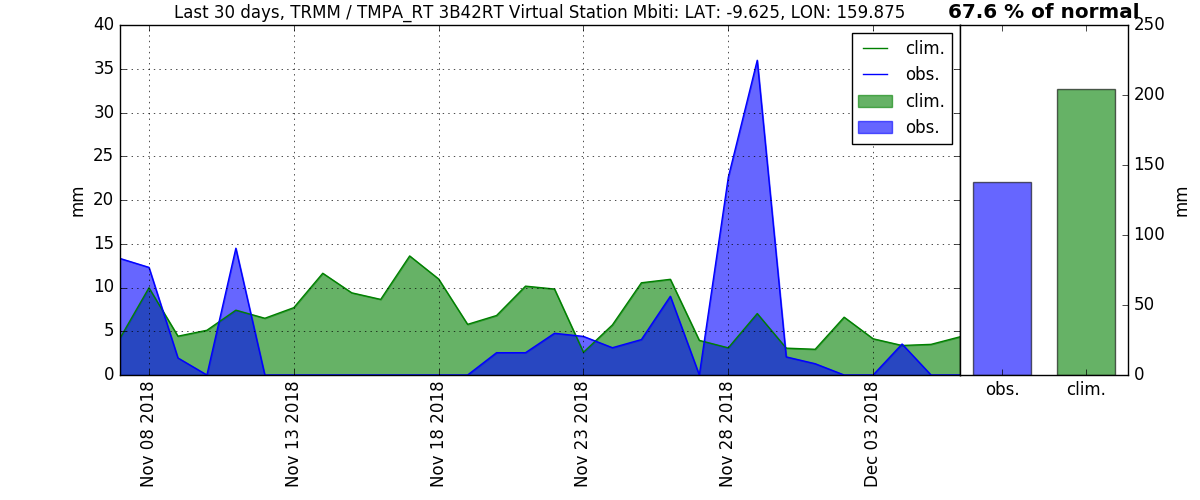 Last 30 days, TRMM / TMPA_RT 3B42RT Virtual Station Mbiti: LAT: -9.625, LON: 159.875
67.6 % of normal
40
35
30
25
20
15
10
5
0
mm
clim.
obs.
clim.
obs.
250
200
150
100
50
0
mm
Nov 08 2018
Nov 13 2018
Nov 18 2018
Nov 23 2018
Nov 28 2018
Dec 03 2018
obs.
clim.